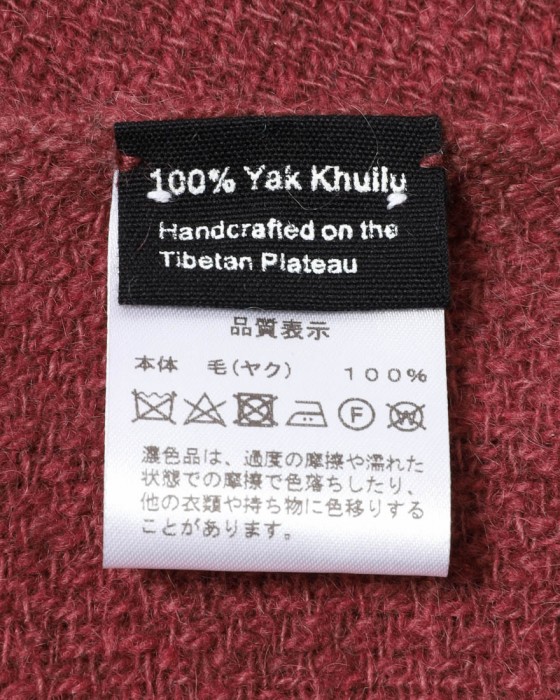 100% Yak Khullu
Handcrafted on the
Tibetan Plateau
品質表示
本体 毛(ヤク) 100%
F W
濃色品は、過度の摩擦や濡れた
状態での摩擦で色落ちしたり、
他の衣類や持ち物に色移りする
ことがあります。